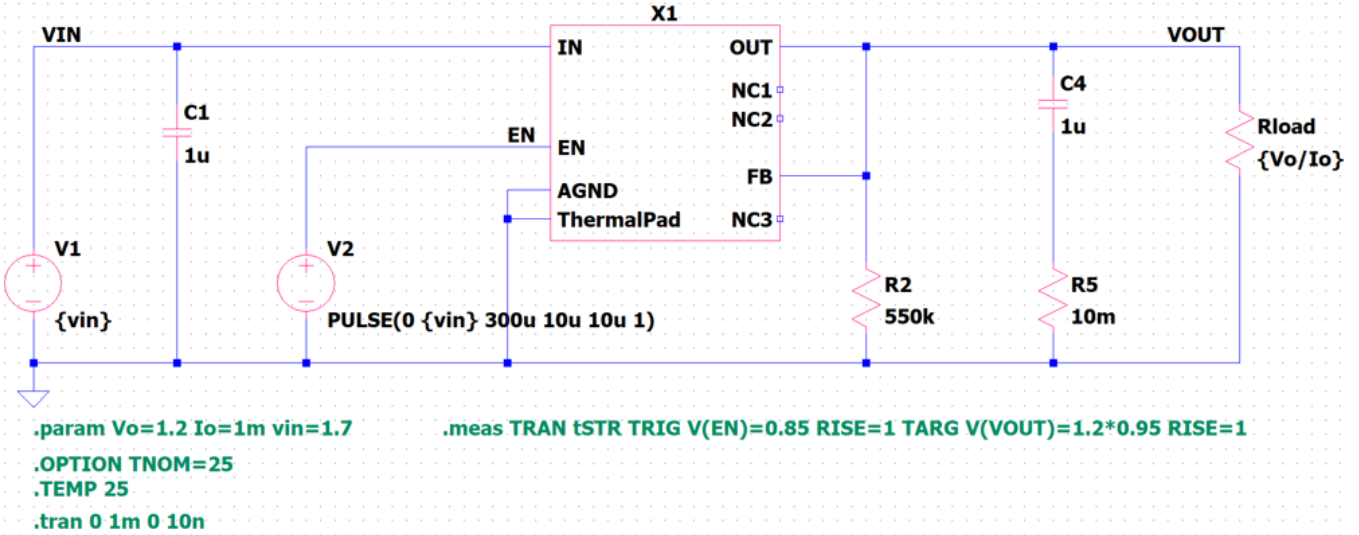 X1
VIN
IN
OUT
VOUT
NC1
NC2
C1
1u
C4
1u
Rload
{Vo/Io}
EN
EN
FB
AGND
ThermalPad
NC3
V1
{vin}
V2
PULSE(0 {vin} 300u 10u 10u 1)
R2
550k
R5
10m
.param Vo=1.2 Io=1m vin=1.7
.meas TRAN tSTR TRIG V(EN)=0.85 RISE=1 TARG V(VOUT)=1.2*0.95 RISE=1
.OPTION TNOM=25
.TEMP 25
.tran 0 1m 0 10n